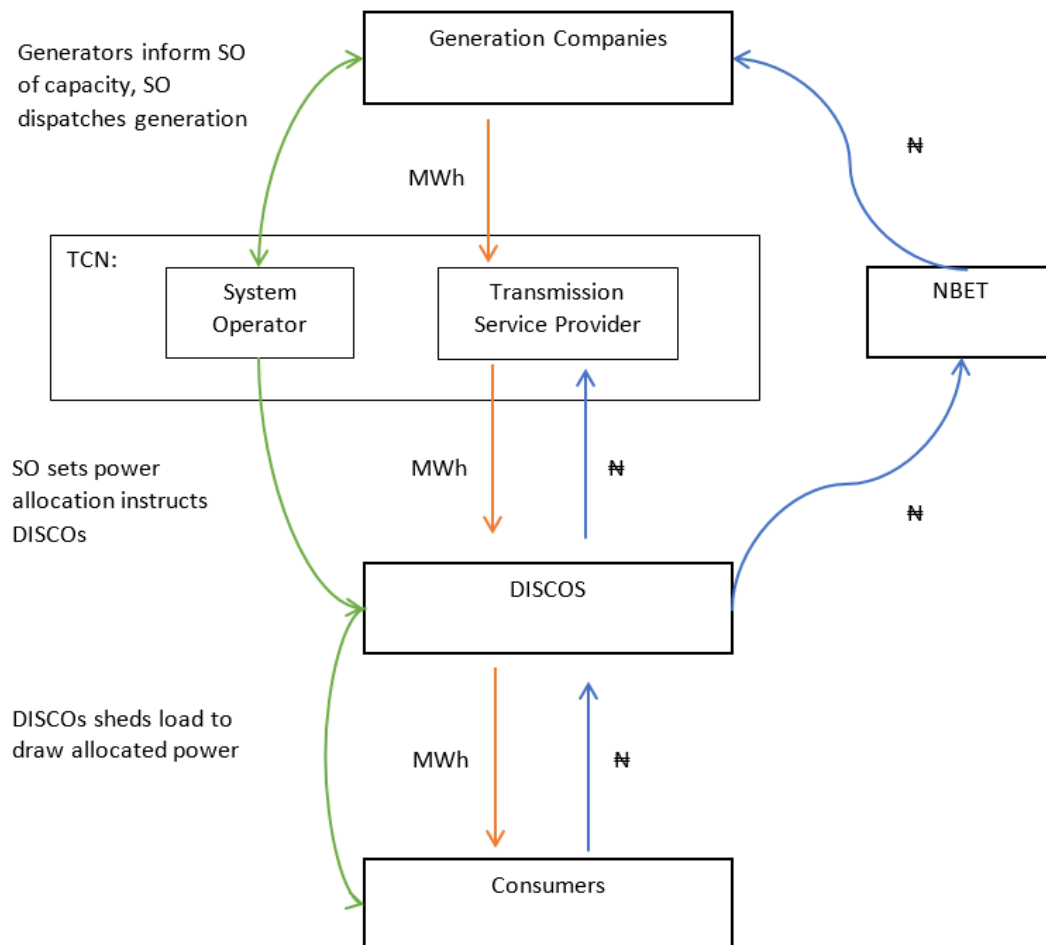 Generation Companies
Generators inform SO
of capacity, SO
dispatches generation
₦
MWh
TCN:
System
Operator
Transmission
Service Provider
NBET
SO sets power
allocation instructs
DISCOs
MWh
₦
₦
DISCOS
DISCOs sheds load to
draw allocated power
MWh
₦
Consumers